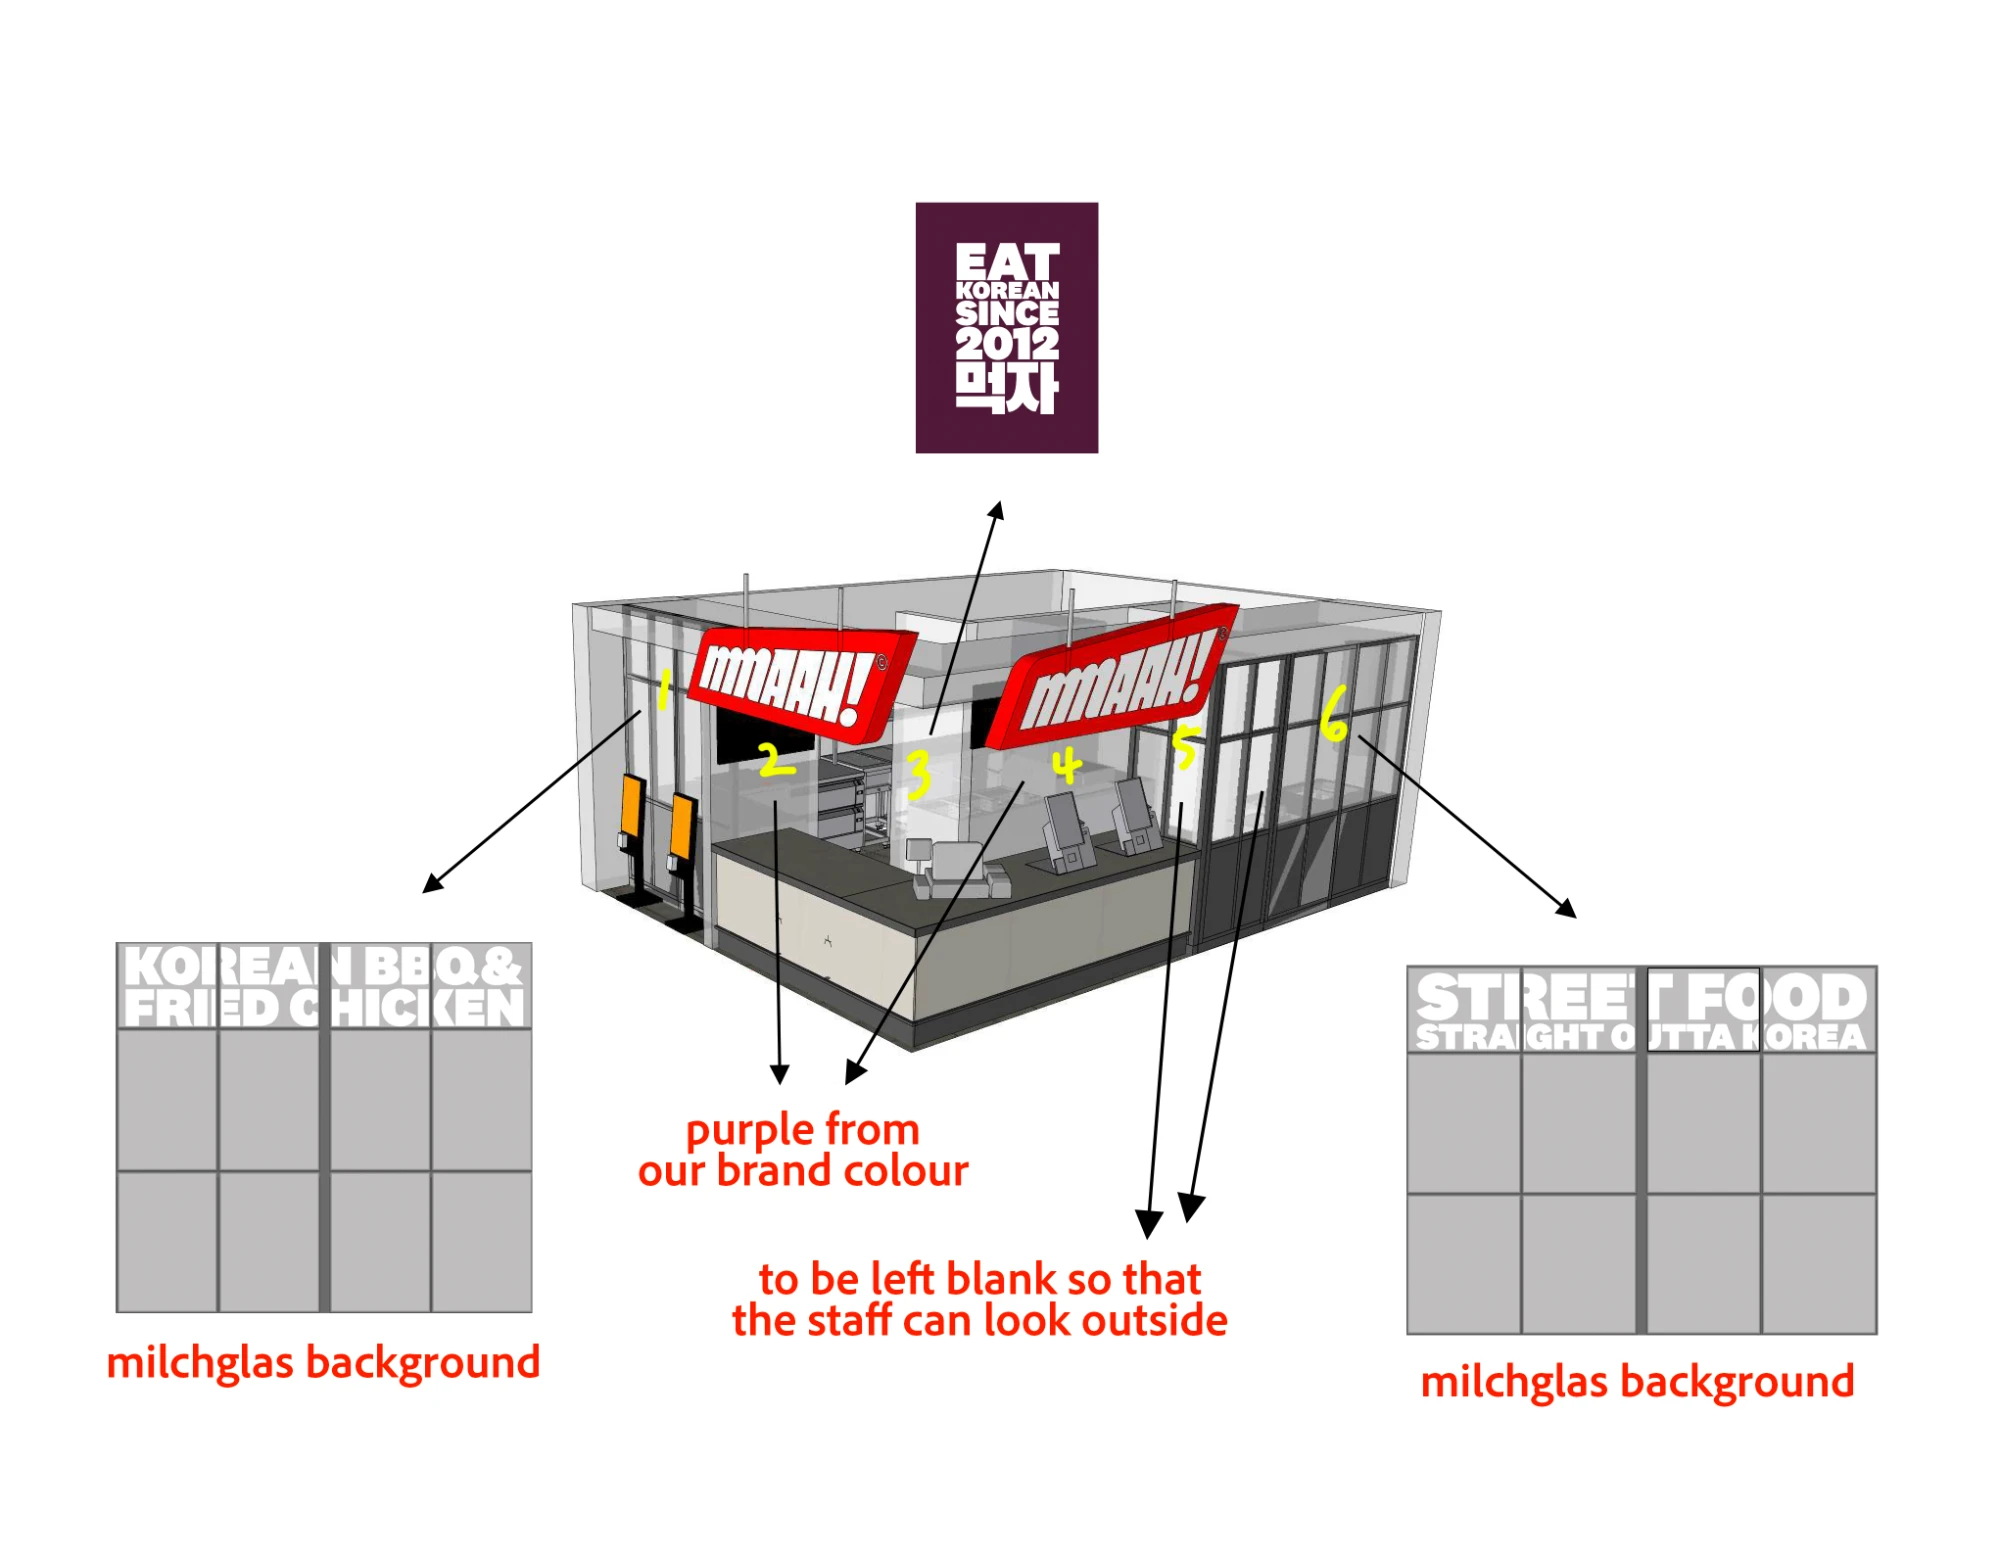 EAT
KOREAN
SINCE
2012
먹자
mmAAH!®
mmAAH!®
1
2
3
4
5
6
KOREAN BBQ&
FRIED CHICKEN
milchglas background
purple from
our brand colour
to be left blank so that
the staff can look outside
STREET FOOD
STRAIGHT OUTTA KOREA
milchglas background